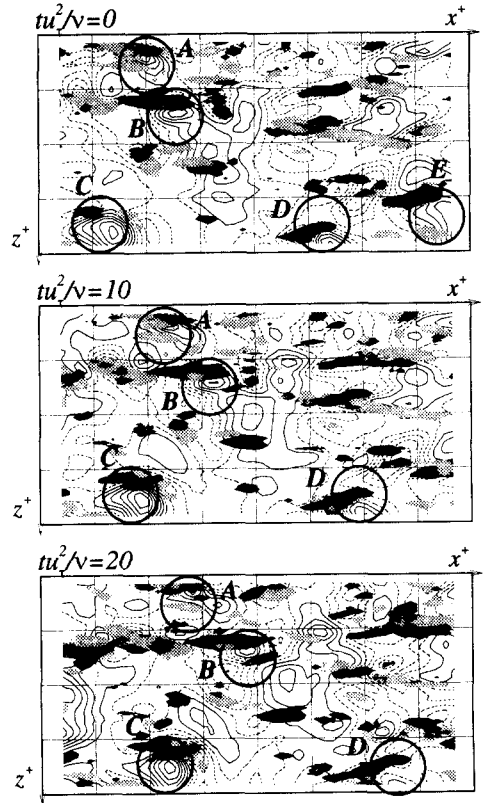 tu²/ν=0 x⁺
A
B
C E
D
z⁺
tu²/ν=10 x⁺
A
B
C D
z⁺
tu²/ν=20 x⁺
A
B
C D
z⁺